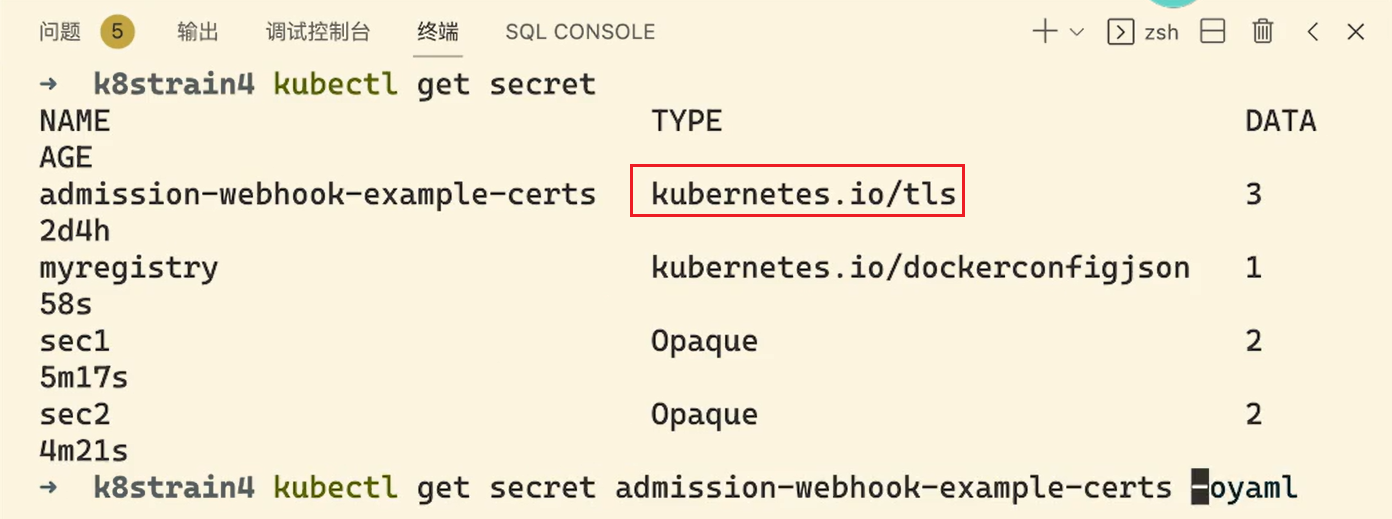 问题 5 输出 调试控制台 终端 SQL CONSOLE zsh
→ k8strain4 kubectl get secret
NAME TYPE DATA
AGE
admission-webhook-example-certs kubernetes.io/tls 3
2d4h
myregistry kubernetes.io/dockerconfigjson 1
58s
sec1 Opaque 2
5m17s
sec2 Opaque 2
4m21s
→ k8strain4 kubectl get secret admission-webhook-example-certs -oyaml